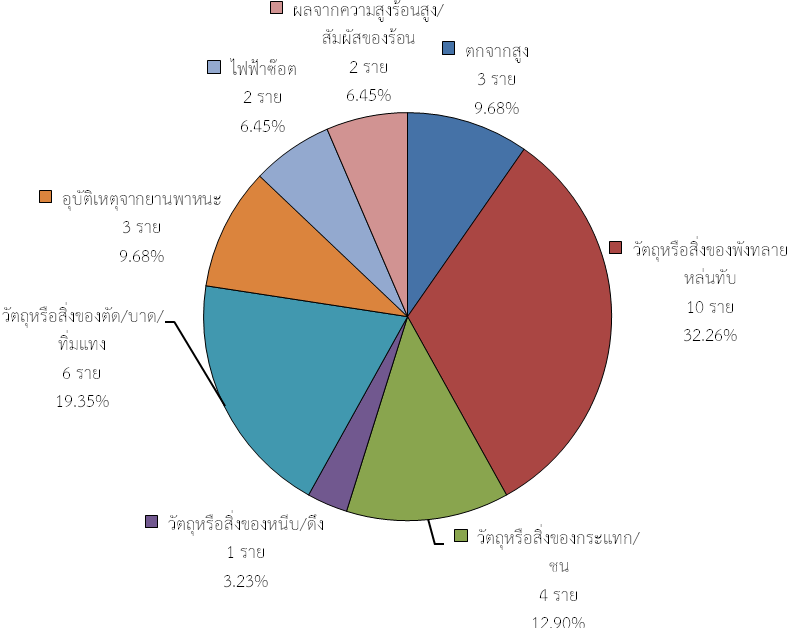 ผลจากความสูงร้อนสูง/
สัมผัสของร้อน
2 ราย
6.45%
ตกจากสูง
3 ราย
9.68%
ไฟฟ้าช๊อต
2 ราย
6.45%
อุบัติเหตุจากยานพาหนะ
3 ราย
9.68%
วัตถุหรือสิ่งของพังทลาย
หล่นทับ
10 ราย
32.26%
วัตถุหรือสิ่งของตัด/บาด/
ทิ่มแทง
6 ราย
19.35%
วัตถุหรือสิ่งของหนีบ/ดึง
1 ราย
3.23%
วัตถุหรือสิ่งของกระแทก/
ชน
4 ราย
12.90%